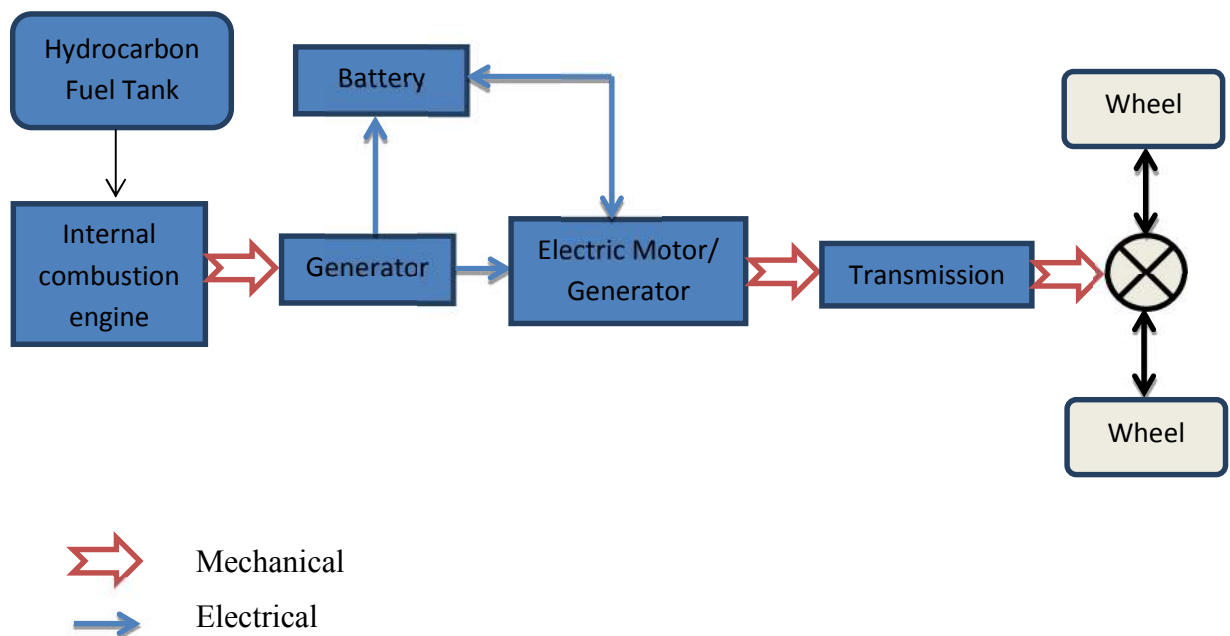 Hydrocarbon
Fuel Tank
Battery
Wheel
Internal
combustion
engine
Generator
Electric Motor/
Generator
Transmission
Wheel
Mechanical
Electrical